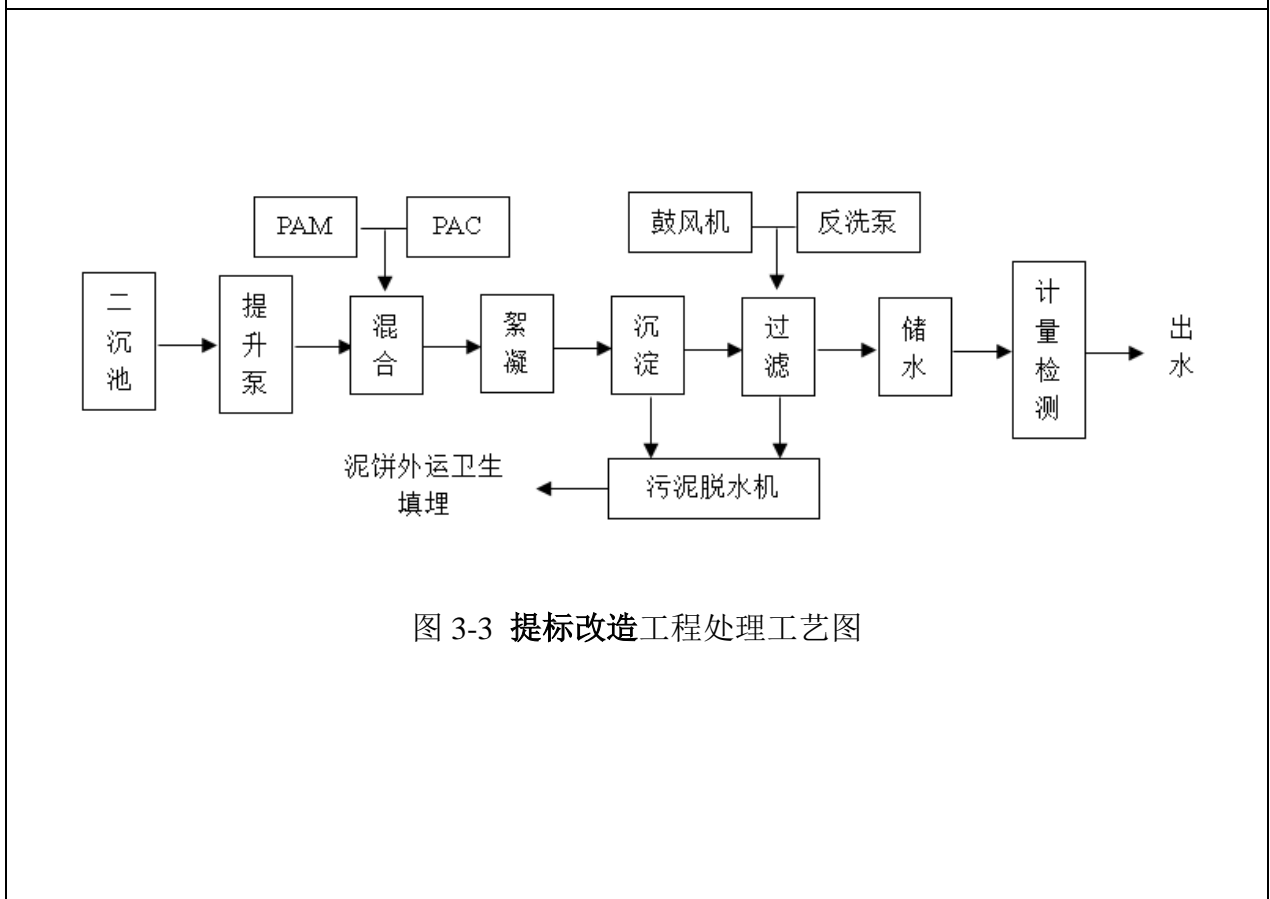 PAM
PAC
鼓风机
反洗泵
二沉池
提升泵
混合
絮凝
沉淀
过滤
储水
计量检测
出水
泥饼外运卫生
填埋
污泥脱水机
图 3-3 提标改造工程处理工艺图